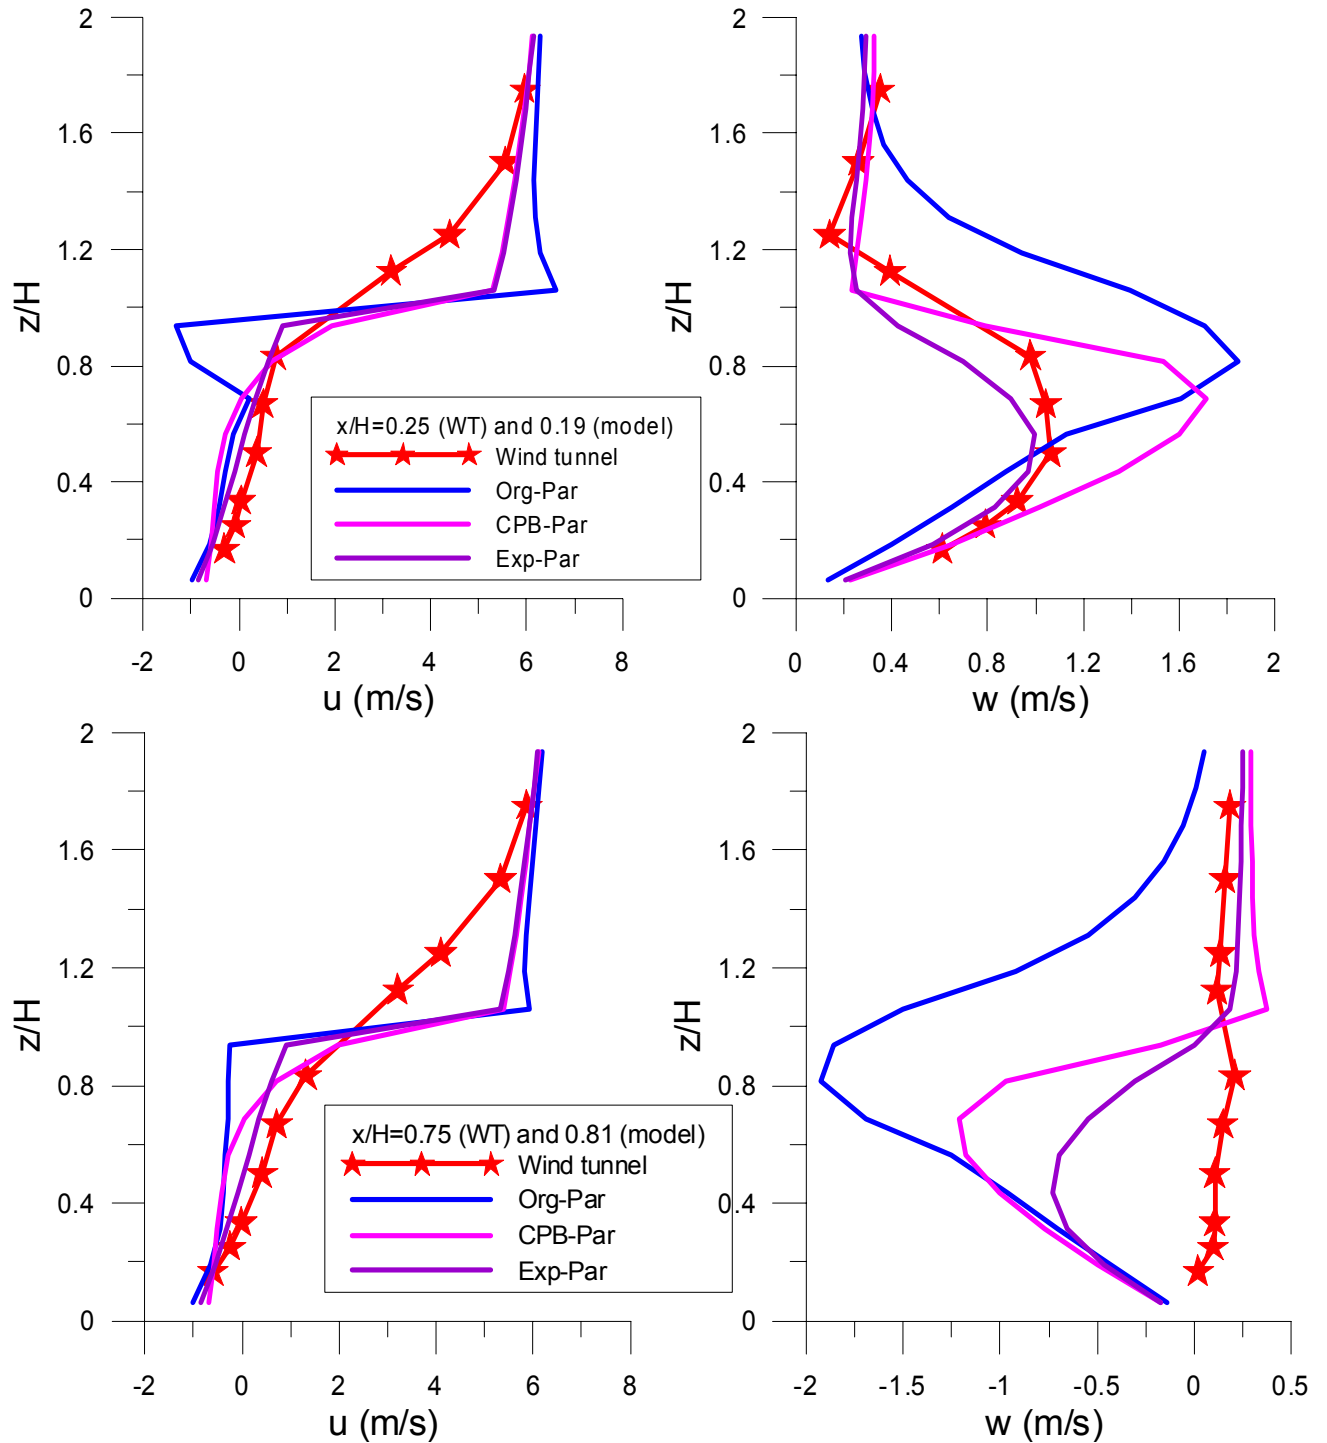 2
1.6
1.2
0.8
0.4
0
z/H
-2 0 2 4 6 8
u (m/s)
x/H=0.25 (WT) and 0.19 (model)
Wind tunnel
Org-Par
CPB-Par
Exp-Par
2
1.6
1.2
0.8
0.4
0
z/H
0 0.4 0.8 1.2 1.6 2
w (m/s)
2
1.6
1.2
0.8
0.4
0
z/H
-2 0 2 4 6 8
u (m/s)
x/H=0.75 (WT) and 0.81 (model)
Wind tunnel
Org-Par
CPB-Par
Exp-Par
2
1.6
1.2
0.8
0.4
0
z/H
-2 -1.5 -1 -0.5 0 0.5
w (m/s)